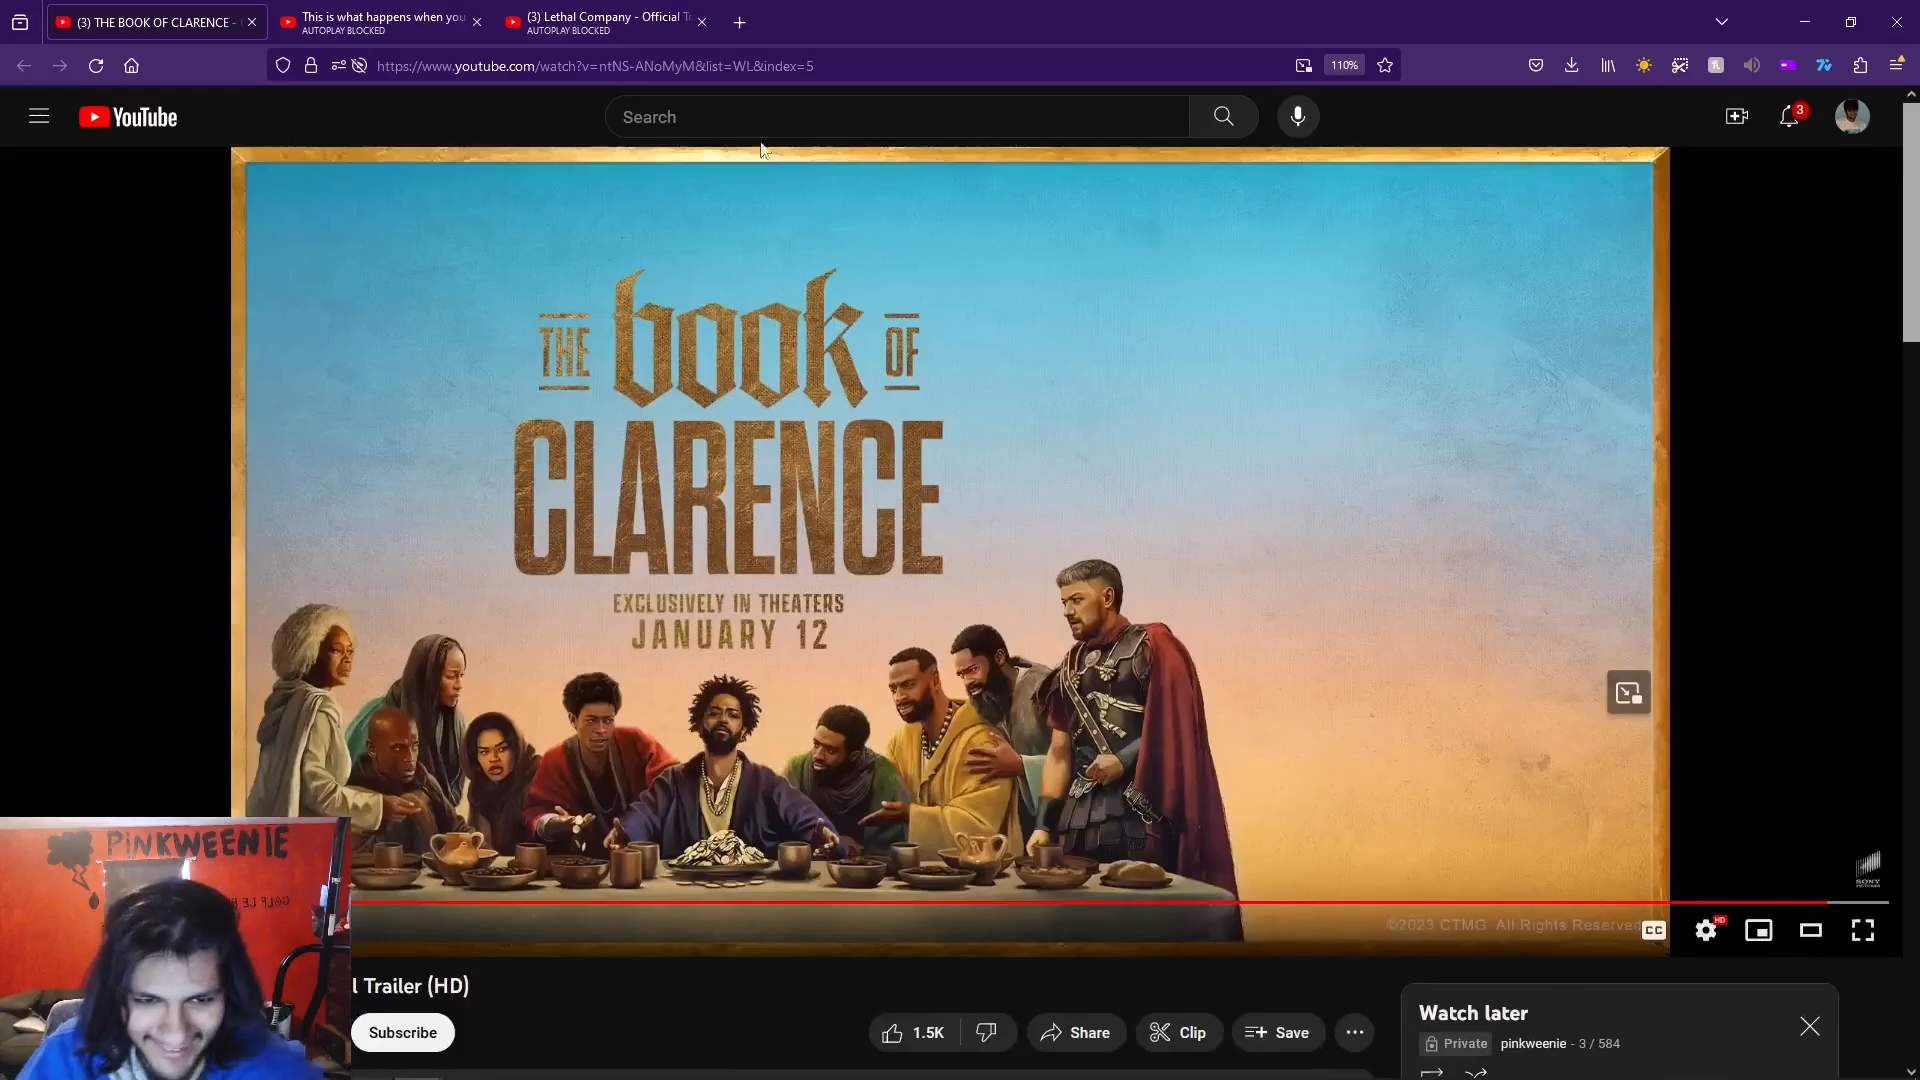 (3) THE BOOK OF CLARENCE -
This is what happens when you
AUTOPLAY BLOCKED
(3) Lethal Company - Official T
AUTOPLAY BLOCKED
https://www.youtube.com/watch?v=ntNS-ANoMyM&list=WL&index=5
110%
YouTube
Search
3
THE book OF
CLARENCE
EXCLUSIVELY IN THEATERS
JANUARY 12
PINKWEENIE
SONY
©2023 CTMG All Rights Reserved
CC
HD
l Trailer (HD)
Subscribe
1.5K
Share
Clip
Save
Watch later
Private pinkweenie - 3 / 584